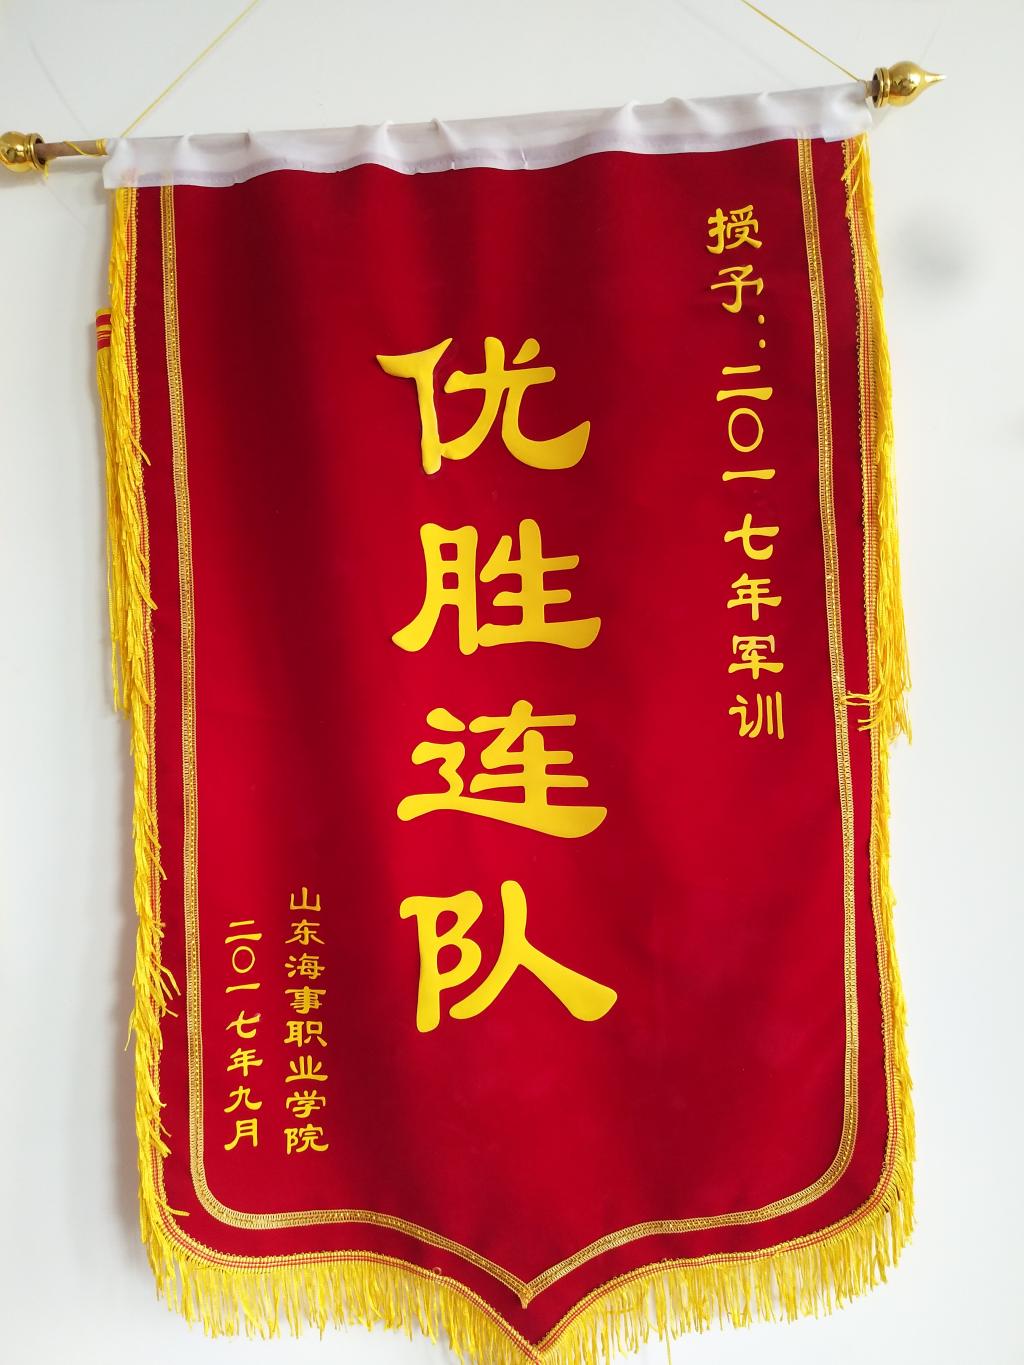 授予：二〇一七年军训
优胜连队
山东海事职业学院
二〇一七年九月